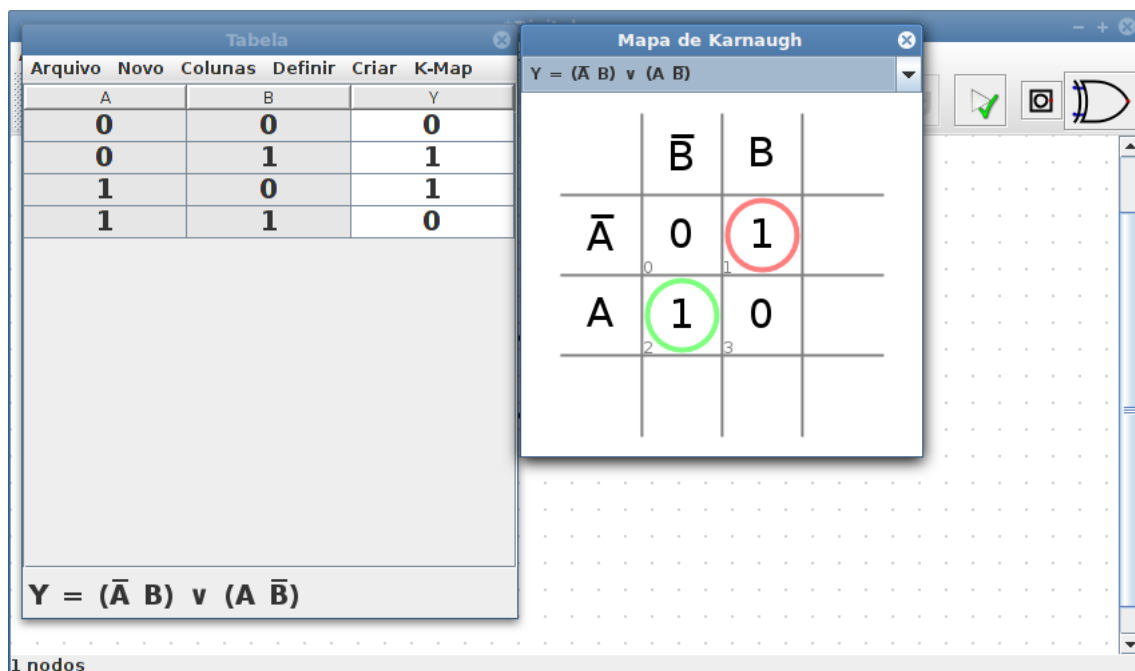 Tabela
Arquivo Novo Colunas Definir Criar K-Map
A B Y
0 0 0
0 1 1
1 0 1
1 1 0
Y = (A̅ B) ∨ (A B̅)
Mapa de Karnaugh
Y = (A̅ B) ∨ (A B̅)
B̅ B
A̅ 0 1
0 1
A 1 0
2 3
1 nodos